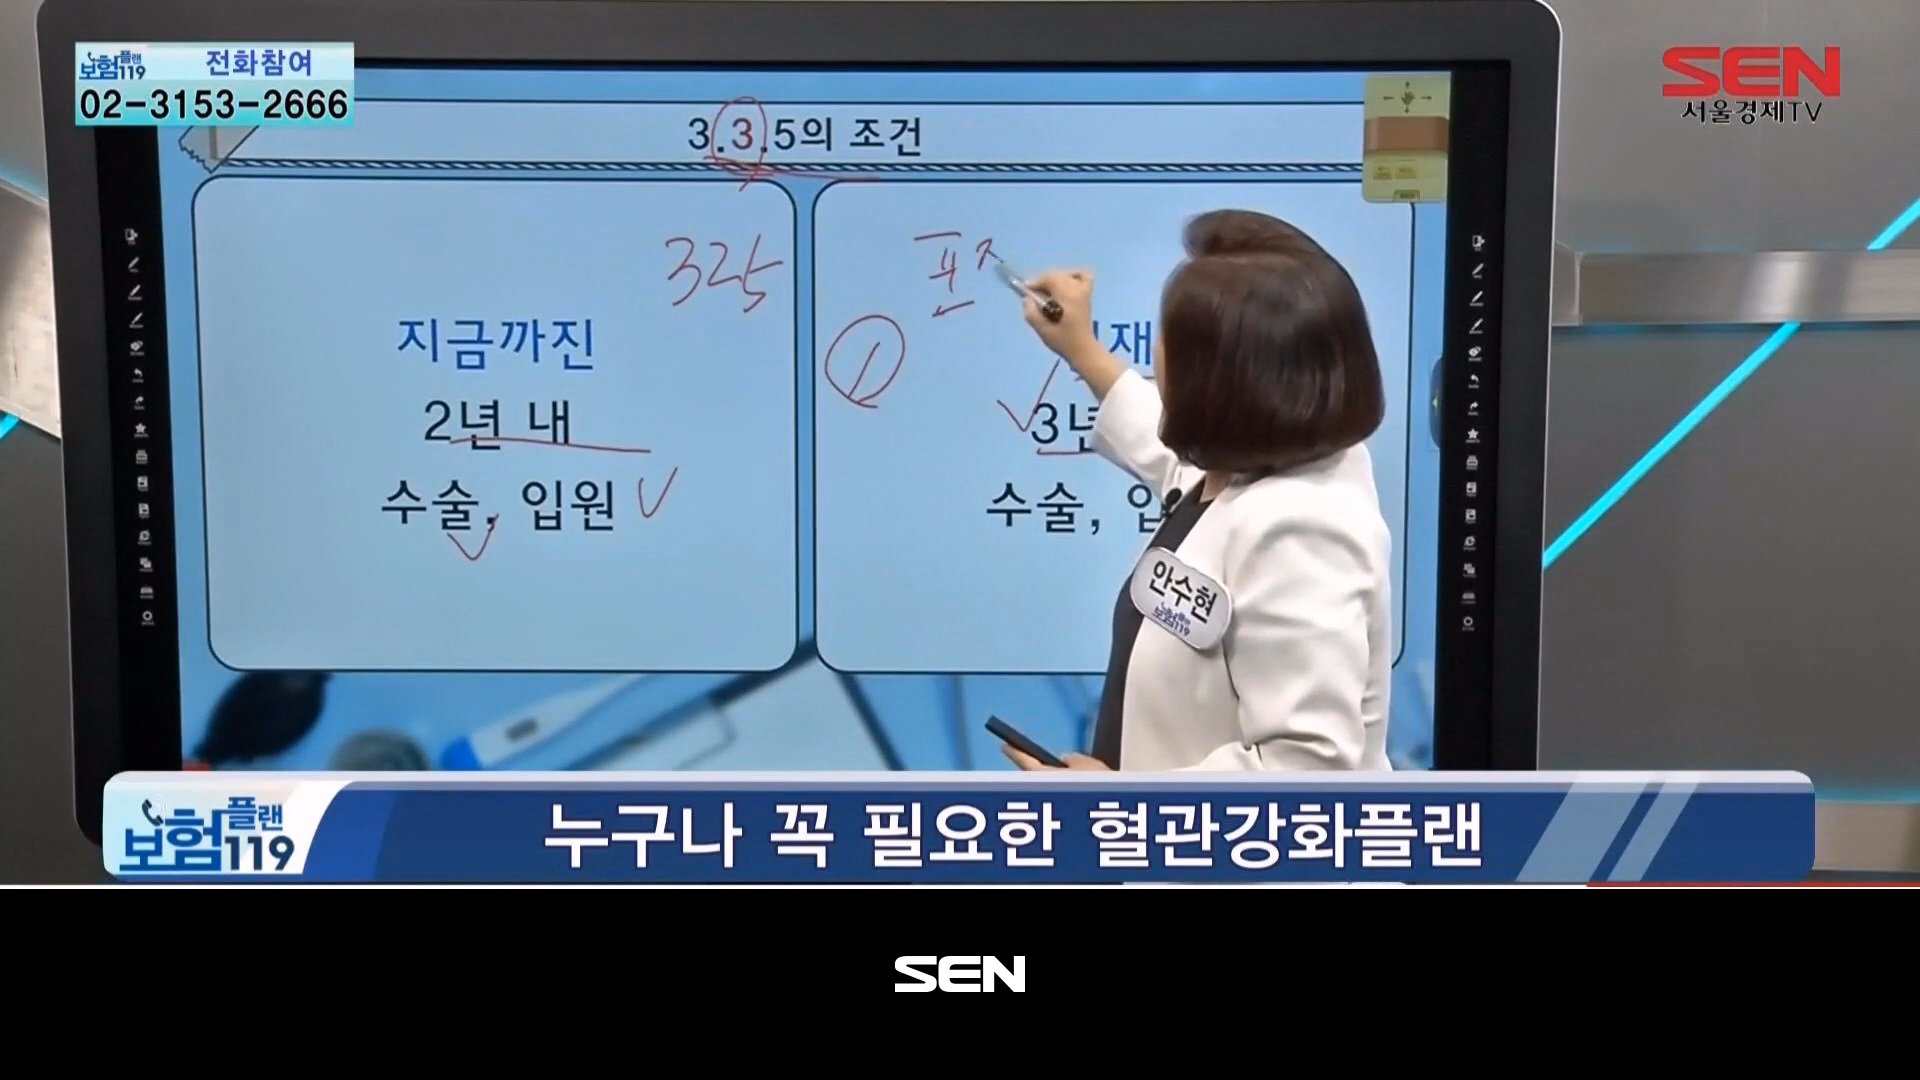 보험플랜119 전화참여
02-3153-2666
SEN
서울경제TV
3.3.5의 조건
지금까진
2년 내
수술, 입원
①
표
재
3년
수술,
안수현
보험플랜119
보험플랜119
누구나 꼭 필요한 혈관강화플랜
SEN